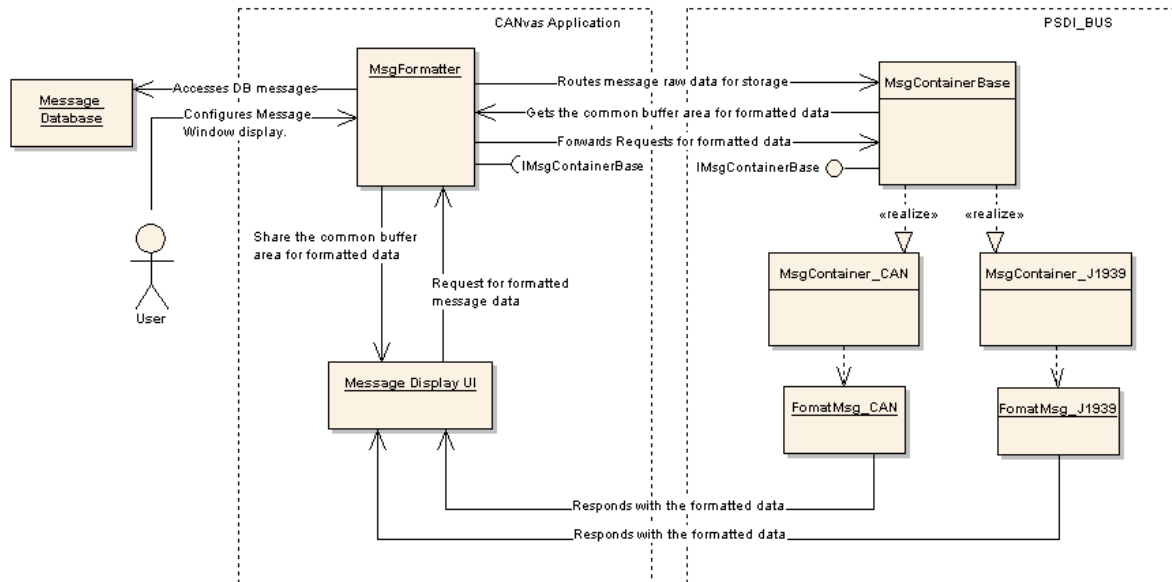 CANvas Application
PSDI_BUS
MsgFormatter
MsgContainerBase
Message
Database
Accesses DB messages
Configures Message
Window display.
Routes message raw data for storage
Gets the common buffer area for formatted data
Forwards Requests for formatted data
IMsgContainerBase
IMsgContainerBase
«realize»
«realize»
User
Share the common buffer
area for formatted data
Request for formatted
message data
MsgContainer_CAN
MsgContainer_J1939
Message Display UI
FomatMsg_CAN
FomatMsg_J1939
Responds with the formatted data
Responds with the formatted data